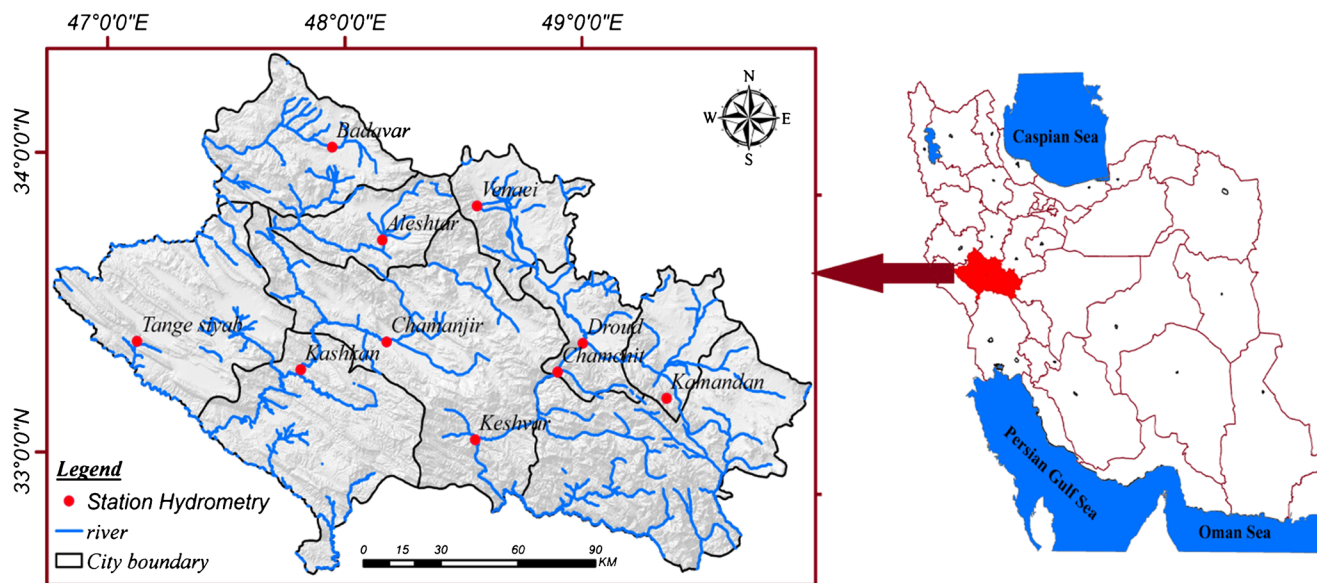 47°0'0"E 48°0'0"E 49°0'0"E
34°0'0"N
33°0'0"N
N
W E
S
Badavar
Venaei
Aleshtar
Tange siyab
Chamanjir
Droud
Kashkan
Chamchit
Kamandan
Keshvar
Legend
Station Hydrometry
river
City boundary
0 15 30 60 90
KM
Caspian Sea
Persian Gulf Sea
Oman Sea